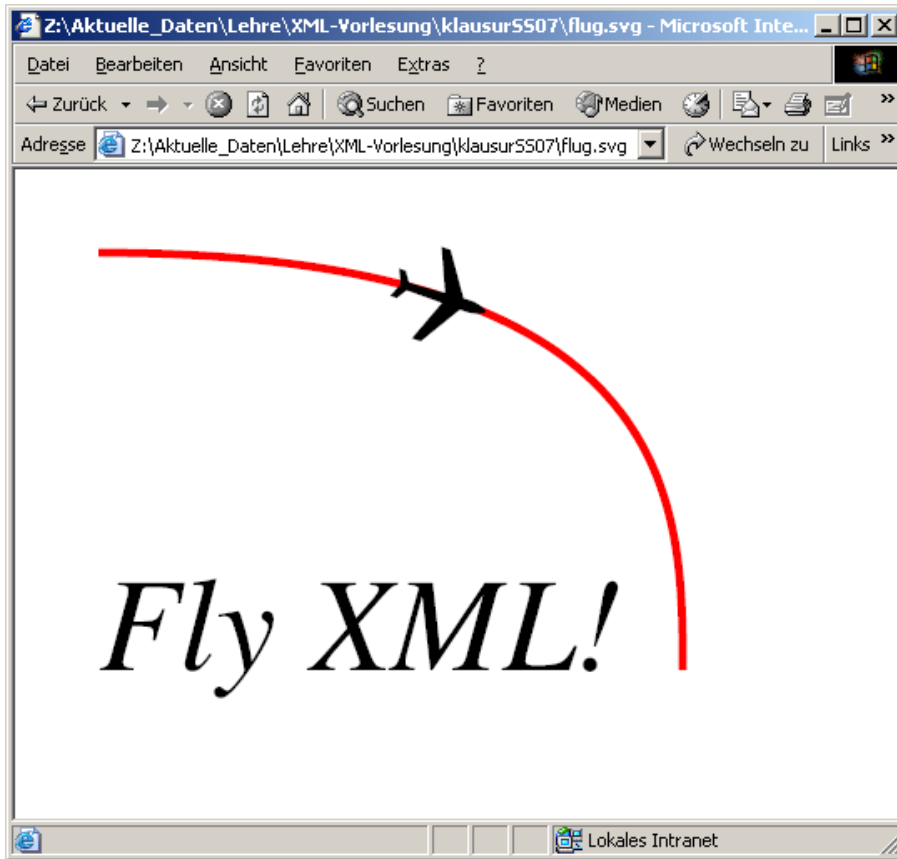 Z:\Aktuelle_Daten\Lehre\XML-Vorlesung\klausurSS07\flug.svg - Microsoft Inte...
Datei Bearbeiten Ansicht Favoriten Extras ?
Zurück Suchen Favoriten Medien »
Adresse Z:\Aktuelle_Daten\Lehre\XML-Vorlesung\klausurSS07\flug.svg Wechseln zu Links »
Fly XML!
Lokales Intranet